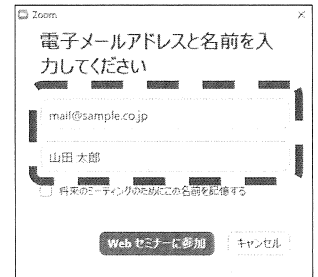 Zoom
電子メールアドレスと名前を入
力してください
mail@sample.co.jp
山田 太郎
将来のミーティングのためにこの名前を記憶する
Web セミナーに参加
キャンセル